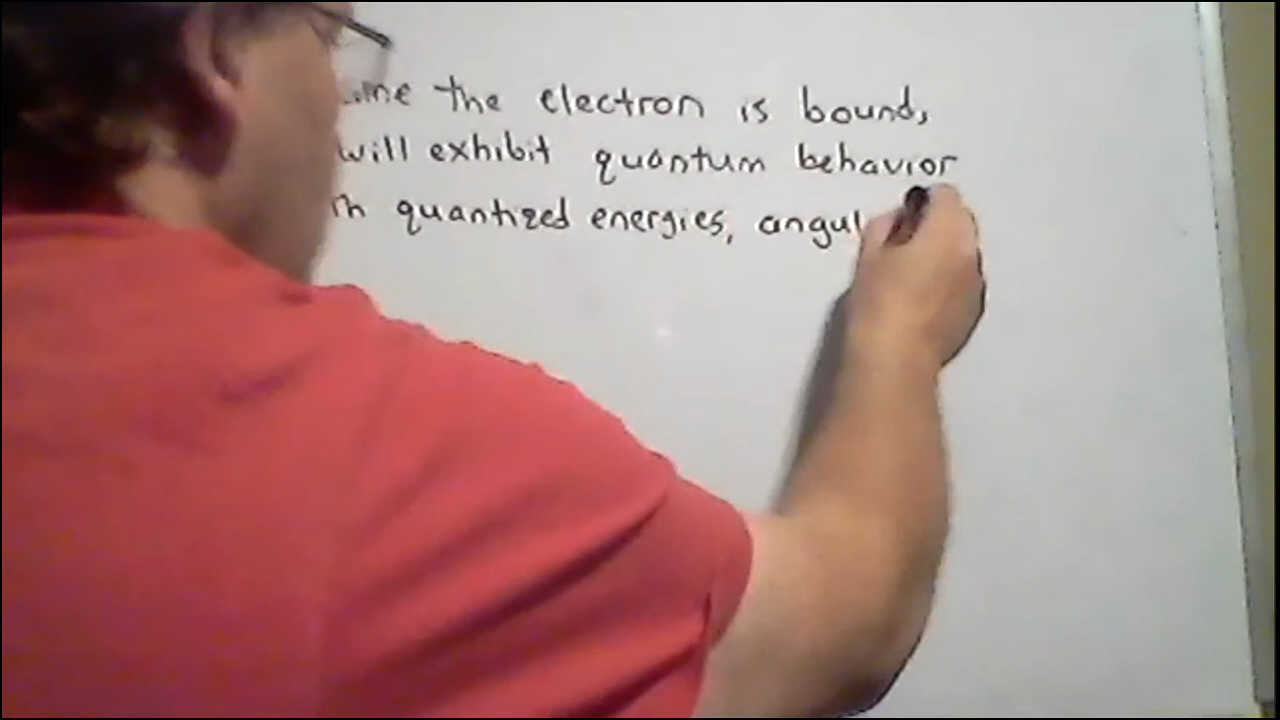 the electron is bound,
will exhibit quantum behavior
quantized energies, angul